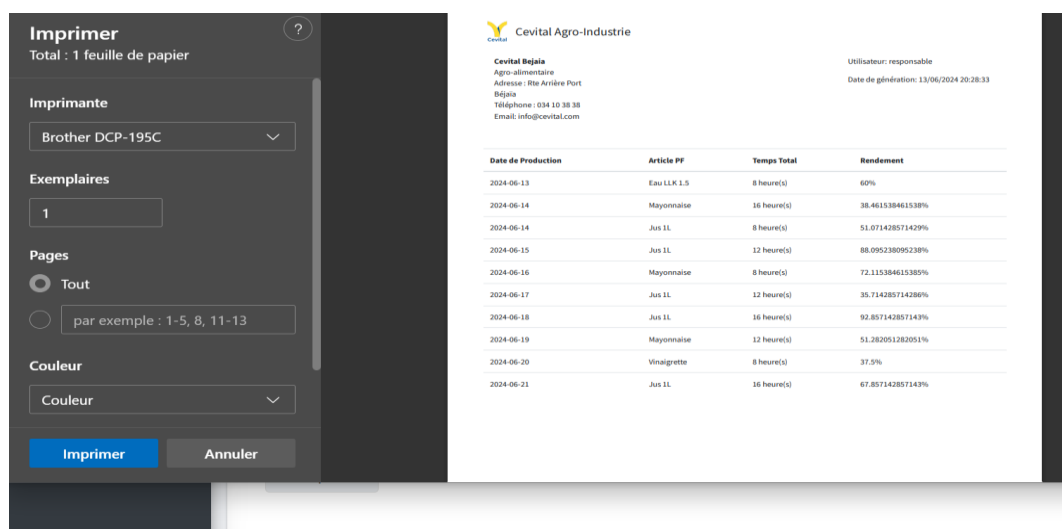 Imprimer
?
Total : 1 feuille de papier
Imprimante
Brother DCP-195C
Exemplaires
1
Pages
Tout
par exemple : 1-5, 8, 11-13
Couleur
Couleur
Imprimer Annuler
Cevital Cevital Agro-Industrie
Cevital Bejaia
Agro-alimentaire
Adresse : Rte Arrière Port
Béjaïa
Téléphone : 034 10 38 38
Email: info@cevital.com
Utilisateur: responsable
Date de génération: 13/06/2024 20:28:33
Date de Production Article PF Temps Total Rendement
2024-06-13 Eau LLK 1.5 8 heure(s) 60%
2024-06-14 Mayonnaise 16 heure(s) 38.461538461538%
2024-06-14 Jus 1L 8 heure(s) 51.071428571429%
2024-06-15 Jus 1L 12 heure(s) 88.095238095238%
2024-06-16 Mayonnaise 8 heure(s) 72.115384615385%
2024-06-17 Jus 1L 12 heure(s) 35.714285714286%
2024-06-18 Jus 1L 16 heure(s) 92.857142857143%
2024-06-19 Mayonnaise 12 heure(s) 51.282051282051%
2024-06-20 Vinaigrette 8 heure(s) 37.5%
2024-06-21 Jus 1L 16 heure(s) 67.857142857143%